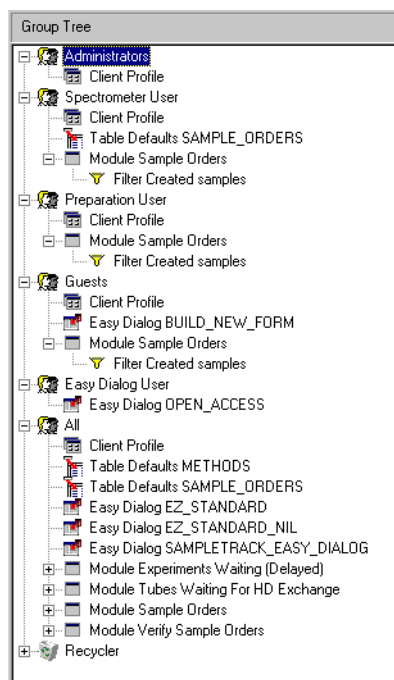 Group Tree
Administrators
Client Profile
Spectrometer User
Client Profile
Table Defaults SAMPLE_ORDERS
Module Sample Orders
Filter Created samples
Preparation User
Client Profile
Module Sample Orders
Filter Created samples
Guests
Client Profile
Easy Dialog BUILD_NEW_FORM
Module Sample Orders
Filter Created samples
Easy Dialog User
Easy Dialog OPEN_ACCESS
All
Client Profile
Table Defaults METHODS
Table Defaults SAMPLE_ORDERS
Easy Dialog EZ_STANDARD
Easy Dialog EZ_STANDARD_NIL
Easy Dialog SAMPLETRACK_EASY_DIALOG
Module Experiments Waiting (Delayed)
Module Tubes Waiting For HD Exchange
Module Sample Orders
Module Verify Sample Orders
Recycler